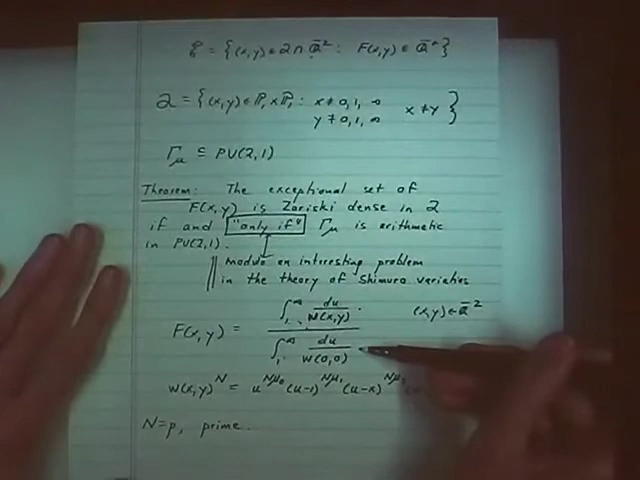 ℰ = {(x,y) ∈ 𝒬 ∩ Q̄²: F(x,y) ∈ Q̄*}
𝒬 = {(x,y) ∈ P₁ × P₁: x ≠ 0, 1, ∞ x ≠ y}
y ≠ 0, 1, ∞
Γμ ⊆ PU(2,1)
Theorem: The exceptional set of
F(x,y) is Zariski dense in 𝒬
if and "only if" Γμ is arithmetic
in PU(2,1).
Modulo an interesting problem
in the theory of Shimura varieties
F(x,y) = ∫₁^∞ du/w(x,y) / ∫₁^∞ du/w(0,0) (x,y) ∈ Q̄²
w(x,y)^N = u^{Nμ₀} (u-1)^{Nμ₁} (u-x)^{Nμ₂}
N = p, prime.